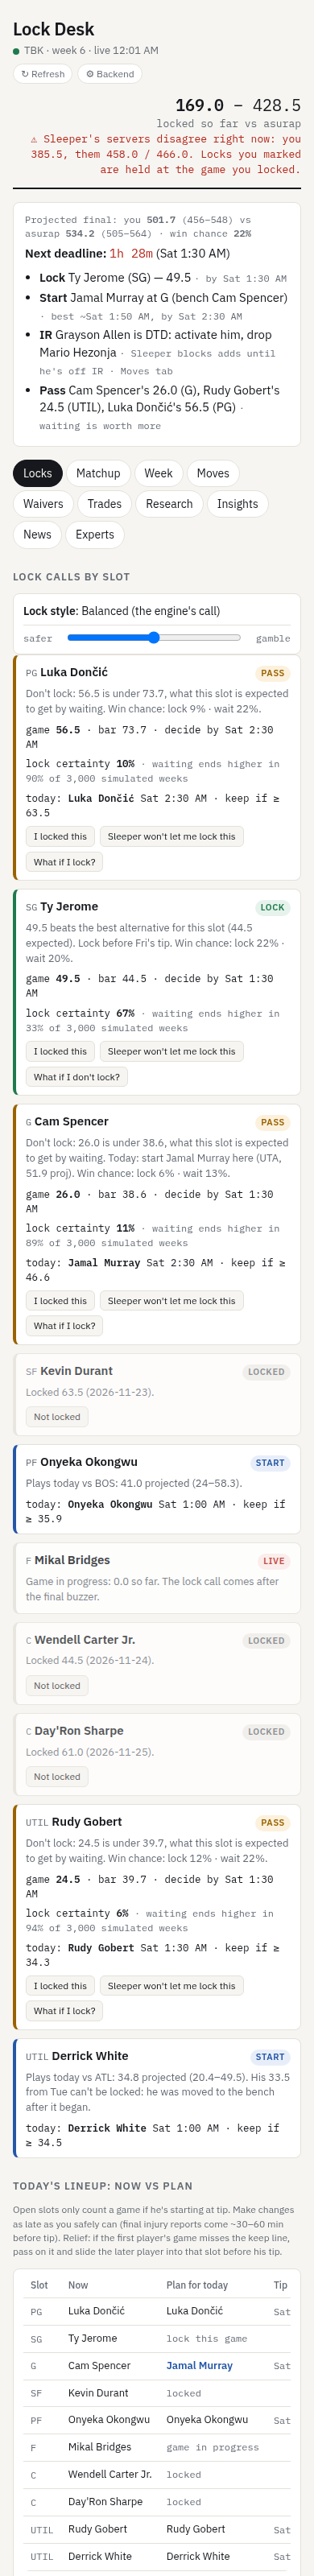 Lock Desk
TBK · week 6 · live 12:01 AM
↻ Refresh
⚙ Backend
169.0 – 428.5
locked so far vs asurap
⚠ Sleeper's servers disagree right now: you
385.5, them 458.0 / 466.0. Locks you marked
are held at the game you locked.
Projected final: you 501.7 (456–548) vs
asurap 534.2 (505–564) · win chance 22%
Next deadline: 1h 28m (Sat 1:30 AM)
• Lock Ty Jerome (SG) — 49.5 · by Sat 1:30 AM
• Start Jamal Murray at G (bench Cam Spencer)
· best ~Sat 1:50 AM, by Sat 2:30 AM
• IR Grayson Allen is DTD: activate him, drop
Mario Hezonja · Sleeper blocks adds until
he's off IR · Moves tab
• Pass Cam Spencer's 26.0 (G), Rudy Gobert's
24.5 (UTIL), Luka Dončić's 56.5 (PG) ·
waiting is worth more
Locks Matchup Week Moves
Waivers Trades Research Insights
News Experts
LOCK CALLS BY SLOT
Lock style: Balanced (the engine's call)
safer gamble
PG Luka Dončić PASS
Don't lock: 56.5 is under 73.7, what this slot is expected
to get by waiting. Win chance: lock 9% · wait 22%.
game 56.5 · bar 73.7 · decide by Sat 2:30
AM
lock certainty 10% · waiting ends higher in
90% of 3,000 simulated weeks
today: Luka Dončić Sat 2:30 AM · keep if ≥
63.5
I locked this Sleeper won't let me lock this
What if I lock?
SG Ty Jerome LOCK
49.5 beats the best alternative for this slot (44.5
expected). Lock before Fri's tip. Win chance: lock 22% ·
wait 20%.
game 49.5 · bar 44.5 · decide by Sat 1:30
AM
lock certainty 67% · waiting ends higher in
33% of 3,000 simulated weeks
I locked this Sleeper won't let me lock this
What if I don't lock?
G Cam Spencer PASS
Don't lock: 26.0 is under 38.6, what this slot is expected
to get by waiting. Today: start Jamal Murray here (UTA,
51.9 proj). Win chance: lock 6% · wait 13%.
game 26.0 · bar 38.6 · decide by Sat 1:30
AM
lock certainty 11% · waiting ends higher in
89% of 3,000 simulated weeks
today: Jamal Murray Sat 2:30 AM · keep if ≥
46.6
I locked this Sleeper won't let me lock this
What if I lock?
SF Kevin Durant LOCKED
Locked 63.5 (2026-11-23).
Not locked
PF Onyeka Okongwu START
Plays today vs BOS: 41.0 projected (24–58.3).
today: Onyeka Okongwu Sat 1:00 AM · keep if
≥ 35.9
F Mikal Bridges LIVE
Game in progress: 0.0 so far. The lock call comes after
the final buzzer.
C Wendell Carter Jr. LOCKED
Locked 44.5 (2026-11-24).
Not locked
C Day'Ron Sharpe LOCKED
Locked 61.0 (2026-11-25).
Not locked
UTIL Rudy Gobert PASS
Don't lock: 24.5 is under 39.7, what this slot is expected
to get by waiting. Win chance: lock 12% · wait 22%.
game 24.5 · bar 39.7 · decide by Sat 1:30
AM
lock certainty 6% · waiting ends higher in
94% of 3,000 simulated weeks
today: Rudy Gobert Sat 1:30 AM · keep if ≥
34.3
I locked this Sleeper won't let me lock this
What if I lock?
UTIL Derrick White START
Plays today vs ATL: 34.8 projected (20.4–49.5). His 33.5
from Tue can't be locked: he was moved to the bench
after it began.
today: Derrick White Sat 1:00 AM · keep if
≥ 34.5
TODAY'S LINEUP: NOW VS PLAN
Open slots only count a game if he's starting at tip. Make changes
as late as you safely can (final injury reports come ~30–60 min
before tip). Relief: if the first player's game misses the keep line,
pass on it and slide the later player into that slot before his tip.
Slot Now Plan for today Tip
PG Luka Dončić Luka Dončić Sat
SG Ty Jerome lock this game
G Cam Spencer Jamal Murray Sat
SF Kevin Durant locked
PF Onyeka Okongwu Onyeka Okongwu Sat
F Mikal Bridges game in progress
C Wendell Carter Jr. locked
C Day'Ron Sharpe locked
UTIL Rudy Gobert Rudy Gobert Sat
UTIL Derrick White Derrick White Sat